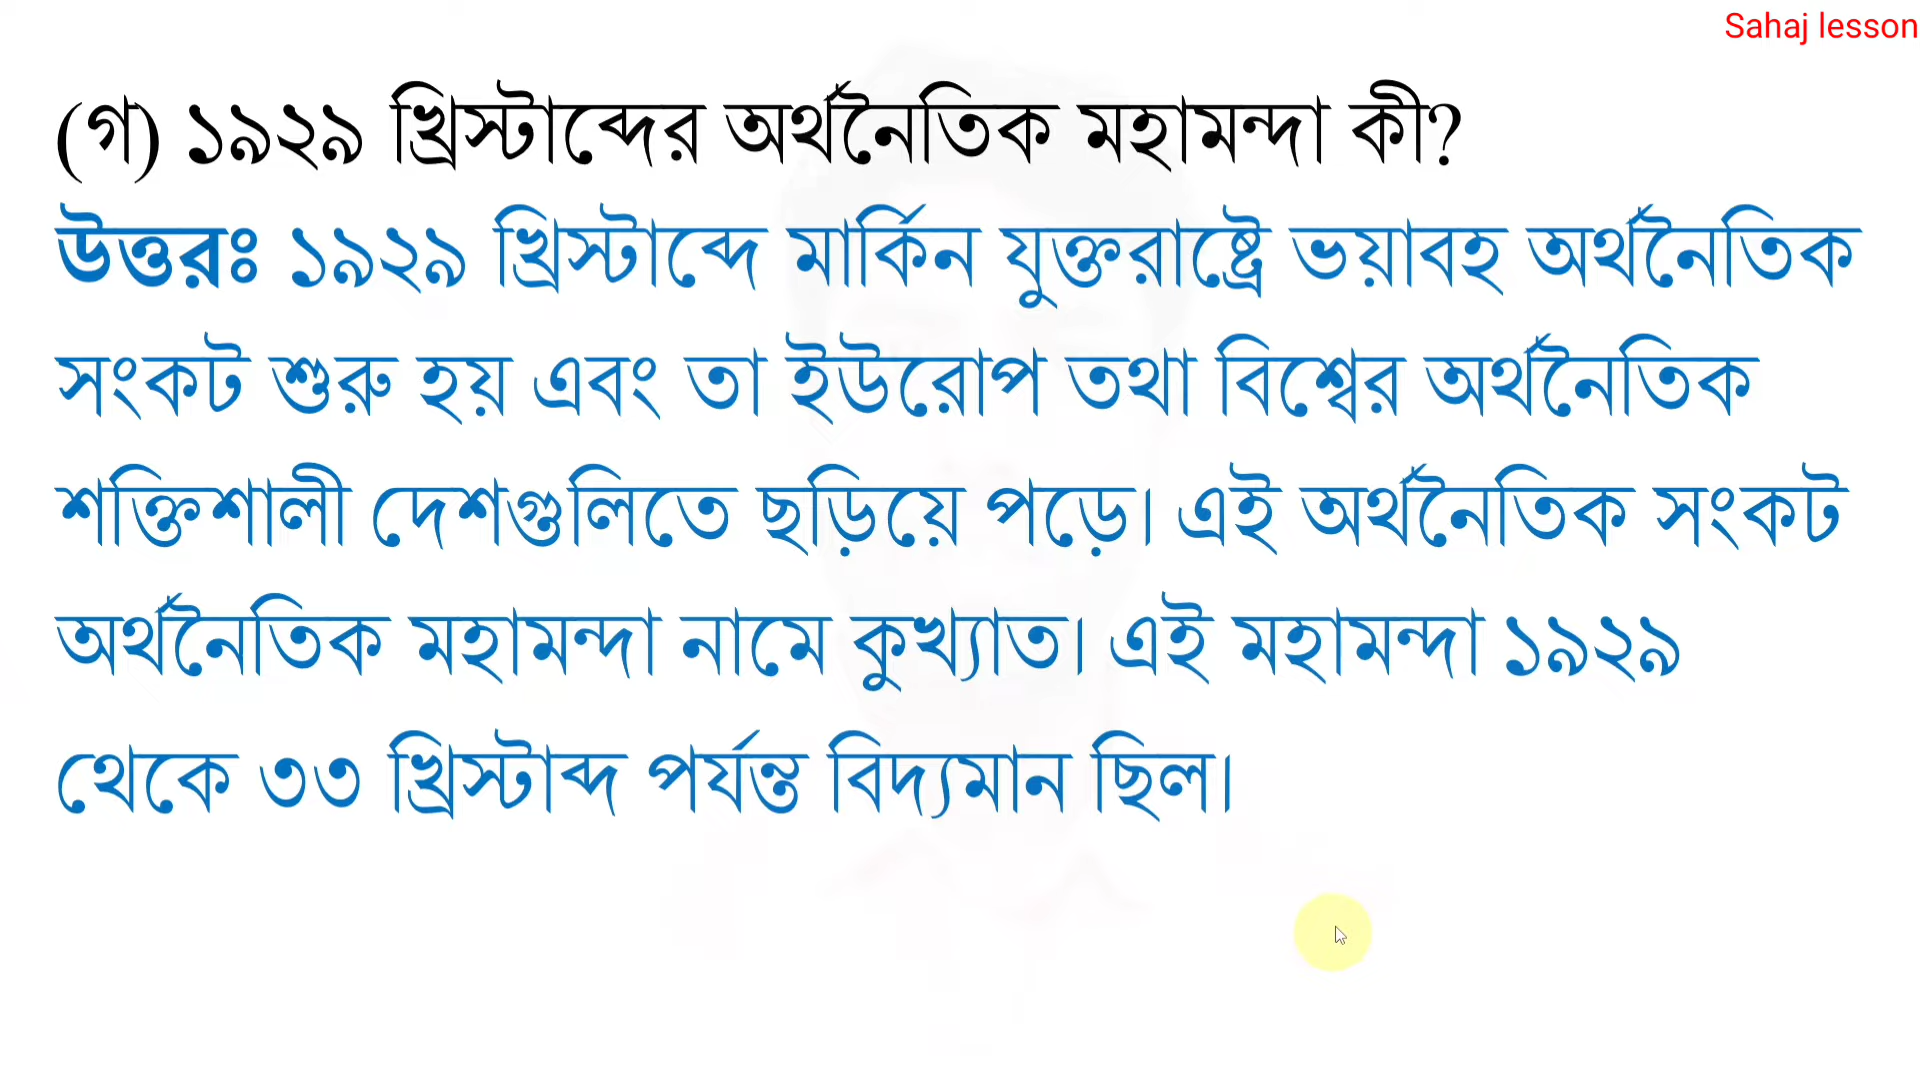 Sahaj lesson
(গ) ১৯২৯ খ্রিস্টাব্দের অর্থনৈতিক মহামন্দা কী?
উত্তরঃ ১৯২৯ খ্রিস্টাব্দে মার্কিন যুক্তরাষ্ট্রে ভয়াবহ অর্থনৈতিক
সংকট শুরু হয় এবং তা ইউরোপ তথা বিশ্বের অর্থনৈতিক
শক্তিশালী দেশগুলিতে ছড়িয়ে পড়ে। এই অর্থনৈতিক সংকট
অর্থনৈতিক মহামন্দা নামে কুখ্যাত। এই মহামন্দা ১৯২৯
থেকে ৩৩ খ্রিস্টাব্দ পর্যন্ত বিদ্যমান ছিল।